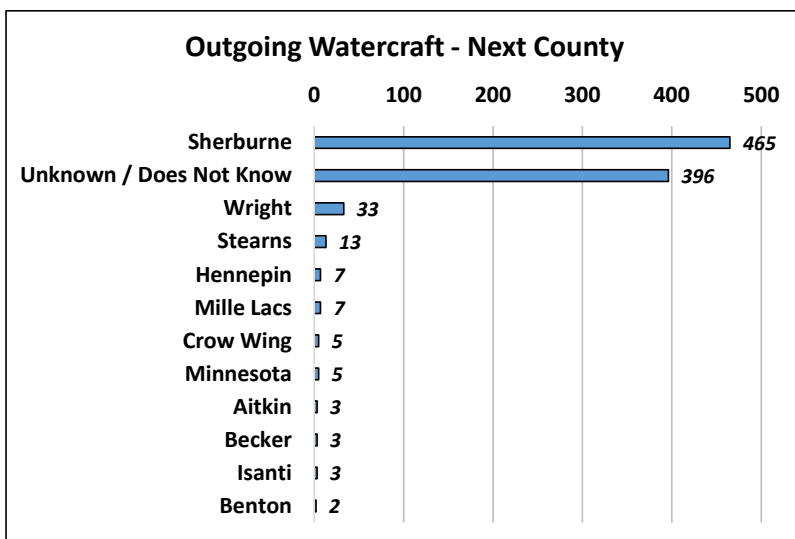 Outgoing Watercraft - Next County
0 100 200 300 400 500
Sherburne 465
Unknown / Does Not Know 396
Wright 33
Stearns 13
Hennepin 7
Mille Lacs 7
Crow Wing 5
Minnesota 5
Aitkin 3
Becker 3
Isanti 3
Benton 2